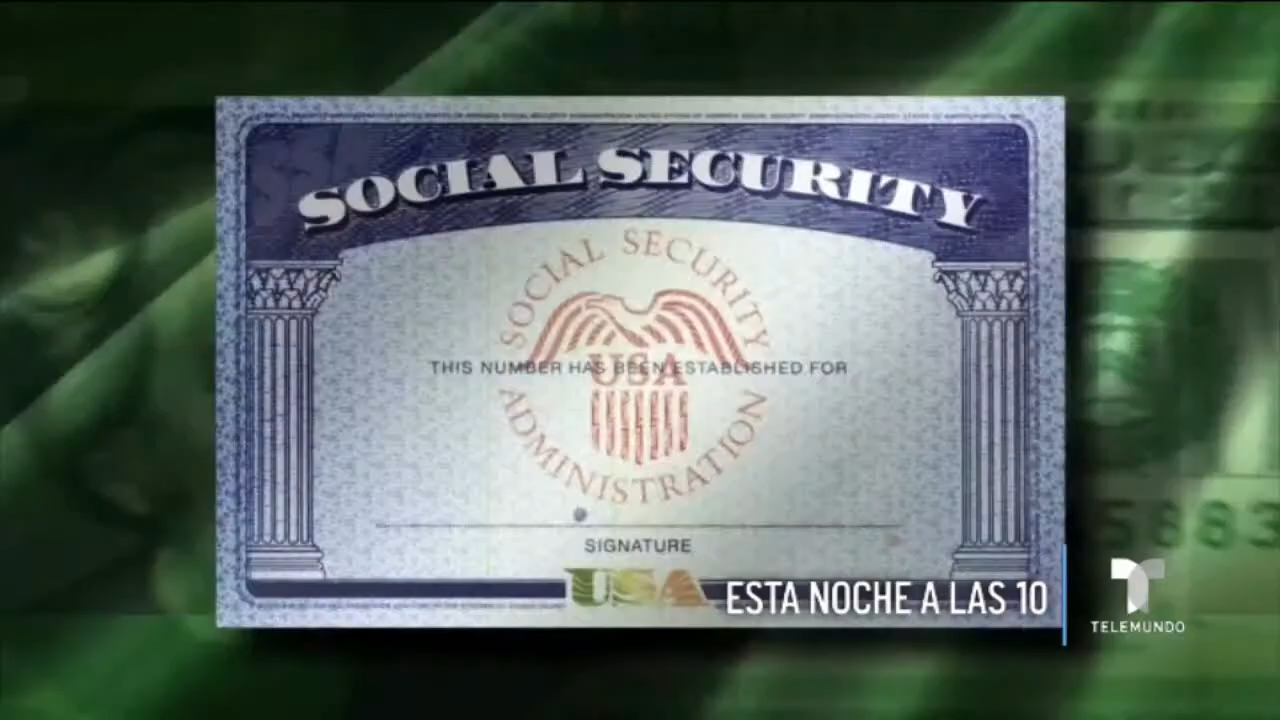 SOCIAL SECURITY
SOCIAL SECURITY
USA
THIS NUMBER HAS BEEN ESTABLISHED FOR
ADMINISTRATION
SIGNATURE
USA
ESTA NOCHE A LAS 10
TELEMUNDO